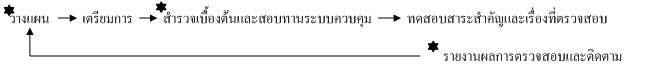 วางแผน เตรียมการ สำรวจเบื้องต้นและสอบทานระบบควบคุม ทดสอบสาระสำคัญและเรื่องที่ตรวจสอบ
รายงานผลการตรวจสอบและติดตาม